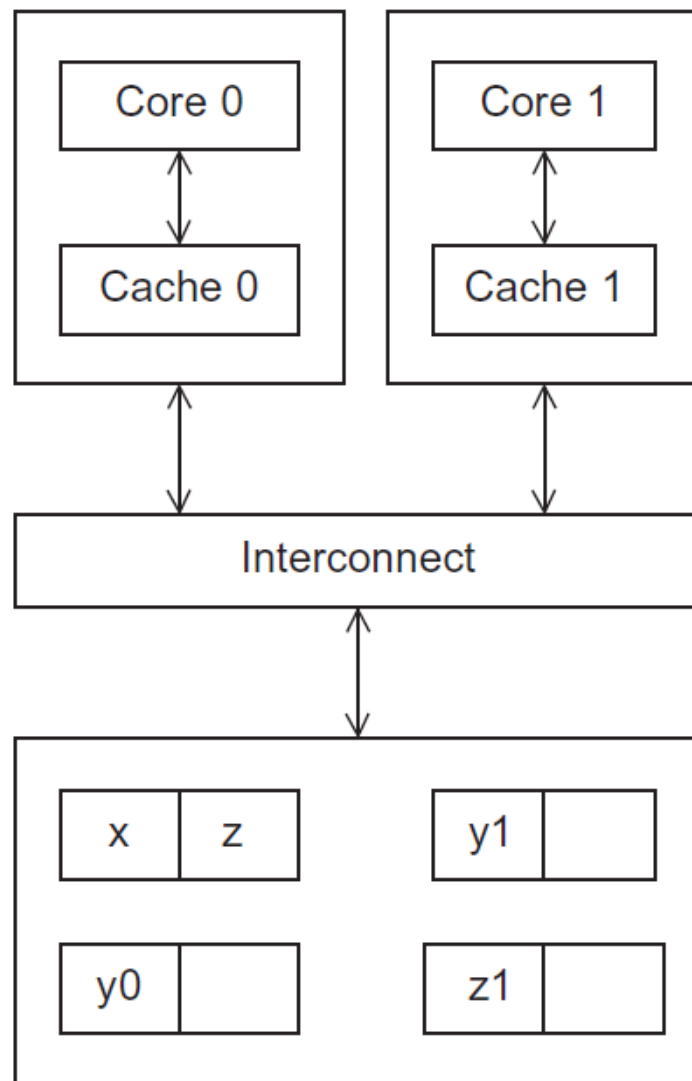 Core 0
Core 1
Cache 0
Cache 1
Interconnect
x z
y1
y0
z1